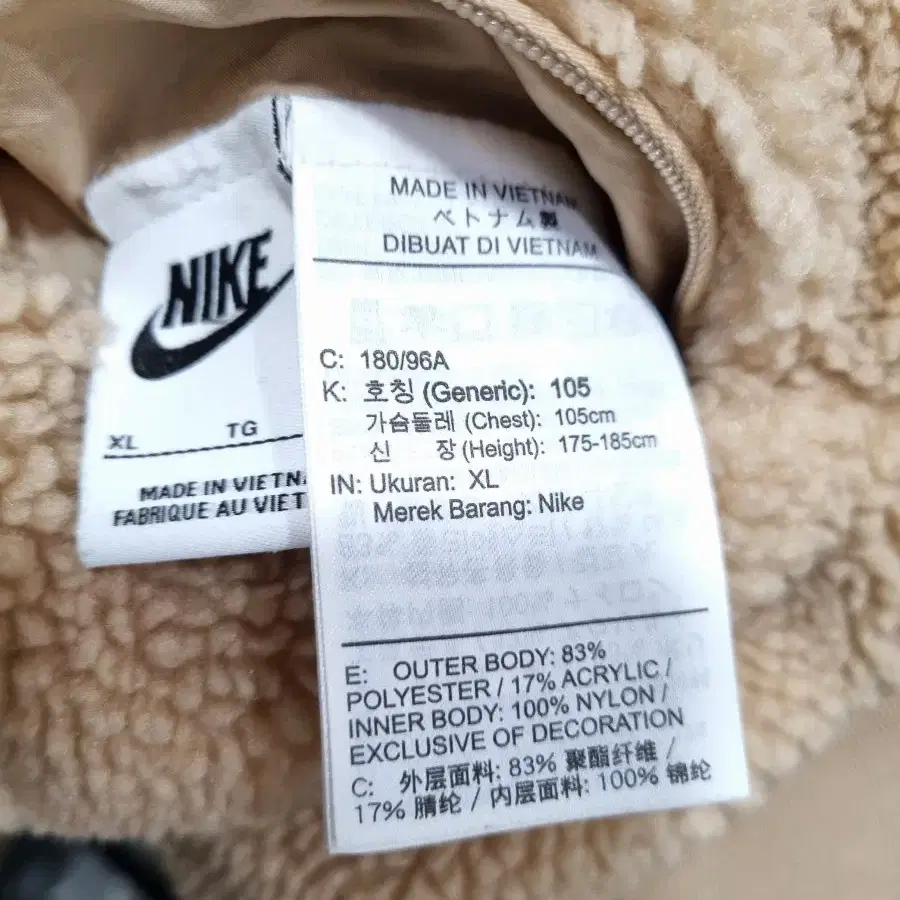 NIKE
XL TG
MADE IN VIETN
FABRIQUE AU VIET
MADE IN VIETNAM
ベトナム製
DIBUAT DI VIETNAM
C: 180/96A
K: 호칭 (Generic): 105
가슴둘레 (Chest): 105cm
신 장 (Height): 175-185cm
IN: Ukuran: XL
Merek Barang: Nike
E: OUTER BODY: 83%
POLYESTER / 17% ACRYLIC /
INNER BODY: 100% NYLON /
EXCLUSIVE OF DECORATION
C: 外层面料: 83% 聚酯纤维 /
17% 腈纶 / 内层面料: 100% 锦纶